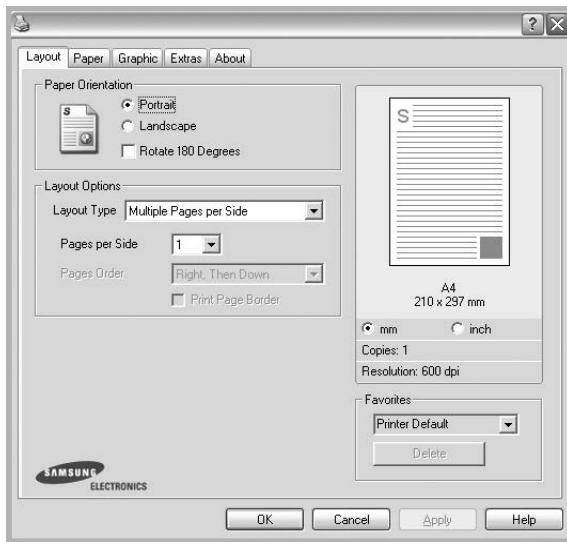 Layout Paper Graphic Extras About
Paper Orientation
S
Portrait
Landscape
Rotate 180 Degrees
Layout Options
Layout Type Multiple Pages per Side
Pages per Side 1
Pages Order Right, Then Down
Print Page Border
S
A4
210 x 297 mm
mm inch
Copies: 1
Resolution: 600 dpi
Favorites
Printer Default
Delete
SAMSUNG
ELECTRONICS
OK Cancel Apply Help